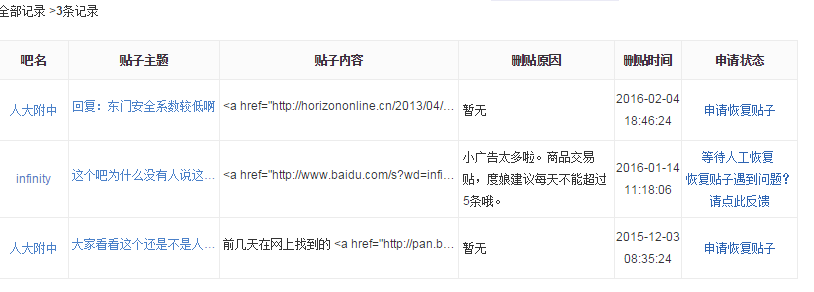 全部记录 >3条记录
吧名 贴子主题 贴子内容 删贴原因 删贴时间 申请状态
人大附中 回复：东门安全系数较低啊 <a href="http://horizononline.cn/2013/04/... 暂无 2016-02-04 申请恢复贴子
18:46:24
infinity 这个吧为什么没有人说这... <a href="http://www.baidu.com/s?wd=infi... 小广告太多啦。商品交易 2016-01-14 等待人工恢复
贴，度娘建议每天不能超过 11:18:06 恢复贴子遇到问题？
5条哦。 请点此反馈
人大附中 大家看看这个还是不是人... 前几天在网上找到的 <a href="http://pan.b... 暂无 2015-12-03 申请恢复贴子
08:35:24